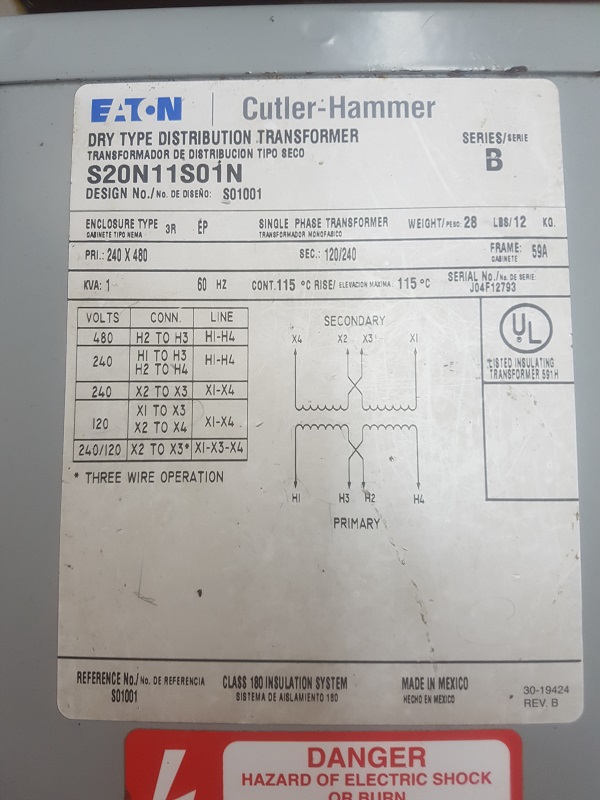 EATON | Cutler-Hammer
DRY TYPE DISTRIBUTION TRANSFORMER
TRANSFORMADOR DE DISTRIBUCION TIPO SECO
SERIES/SERIE
B
S20N11S01N
DESIGN No./No. DE DISEÑO: S01001
ENCLOSURE TYPE 3R EP SINGLE PHASE TRANSFORMER WEIGHT/PESO: 28 LBS/12 KG.
GABINETE TIPO NEMA TRANSFORMADOR MONOFASICO
PRI.: 240 X 480 SEC.: 120/240 FRAME: 59A
GABINETE
KVA: 1 60 HZ CONT. 115 °C RISE/ ELEVACION MAXIMA 115 °C SERIAL No./No. DE SERIE:
J04F12793
VOLTS CONN. LINE
480 H2 TO H3 H1-H4
240 H1 TO H3 H1-H4
H2 TO H4
240 X2 TO X3 X1-X4
120 X1 TO X3 X1-X4
X2 TO X4
240/120 X2 TO X3* X1-X3-X4
* THREE WIRE OPERATION
SECONDARY
X4 X2 X3 X1
H1 H3 H2 H4
PRIMARY
UL
LISTED INSULATING
TRANSFORMER 591H
REFERENCE No./No. DE REFERENCIA CLASS 180 INSULATION SYSTEM MADE IN MEXICO
S01001 SISTEMA DE AISLAMIENTO 180 HECHO EN MEXICO
30-19424
REV. B
DANGER
HAZARD OF ELECTRIC SHOCK
OR BURN